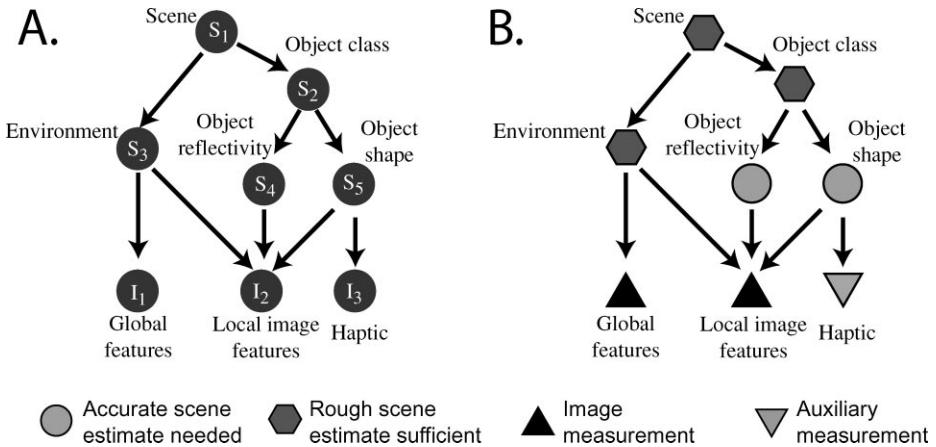 A.
Scene
S1
Object class
S2
Environment
S3
Object
reflectivity
Object
shape
S4
S5
I1
I2
I3
Global
features
Local image
features
Haptic
B.
Scene
Object class
Environment
Object
reflectivity
Object
shape
Global
features
Local image
features
Haptic
Accurate scene
estimate needed
Rough scene
estimate sufficient
Image
measurement
Auxiliary
measurement